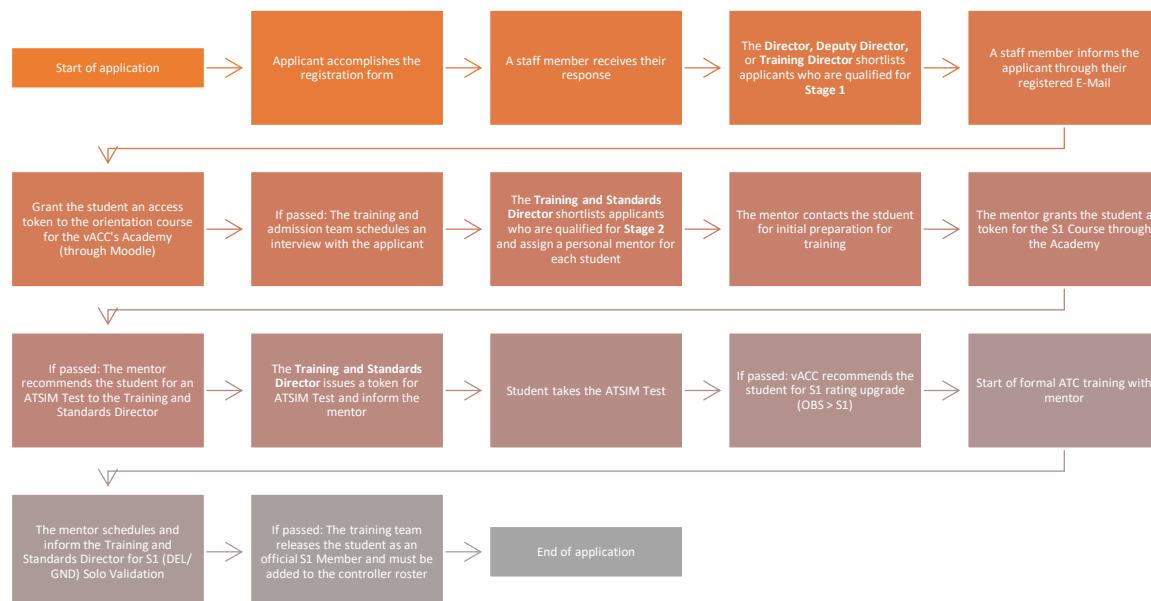 Start of application
Applicant accomplishes the
registration form
A staff member receives their
response
The Director, Deputy Director,
or Training Director shortlists
applicants who are qualified for
Stage 1
A staff member informs the
applicant through their
registered E-Mail
Grant the student an access
token to the orientation course
for the vACC's Academy
(through Moodle)
If passed: The training and
admission team schedules an
interview with the applicant
The Training and Standards
Director shortlists applicants
who are qualified for Stage 2
and assign a personal mentor for
each student
The mentor contacts the stduent
for initial preparation for
training
The mentor grants the student a
token for the S1 Course through
the Academy
If passed: The mentor
recommends the student for an
ATSIM Test to the Training and
Standards Director
The Training and Standards
Director issues a token for
ATSIM Test and inform the
mentor
Student takes the ATSIM Test
If passed: vACC recommends the
student for S1 rating upgrade
(OBS > S1)
Start of formal ATC training with
mentor
The mentor schedules and
inform the Training and
Standards Director for S1 (DEL/
GND) Solo Validation
If passed: The training team
releases the student as an
official S1 Member and must be
added to the controller roster
End of application